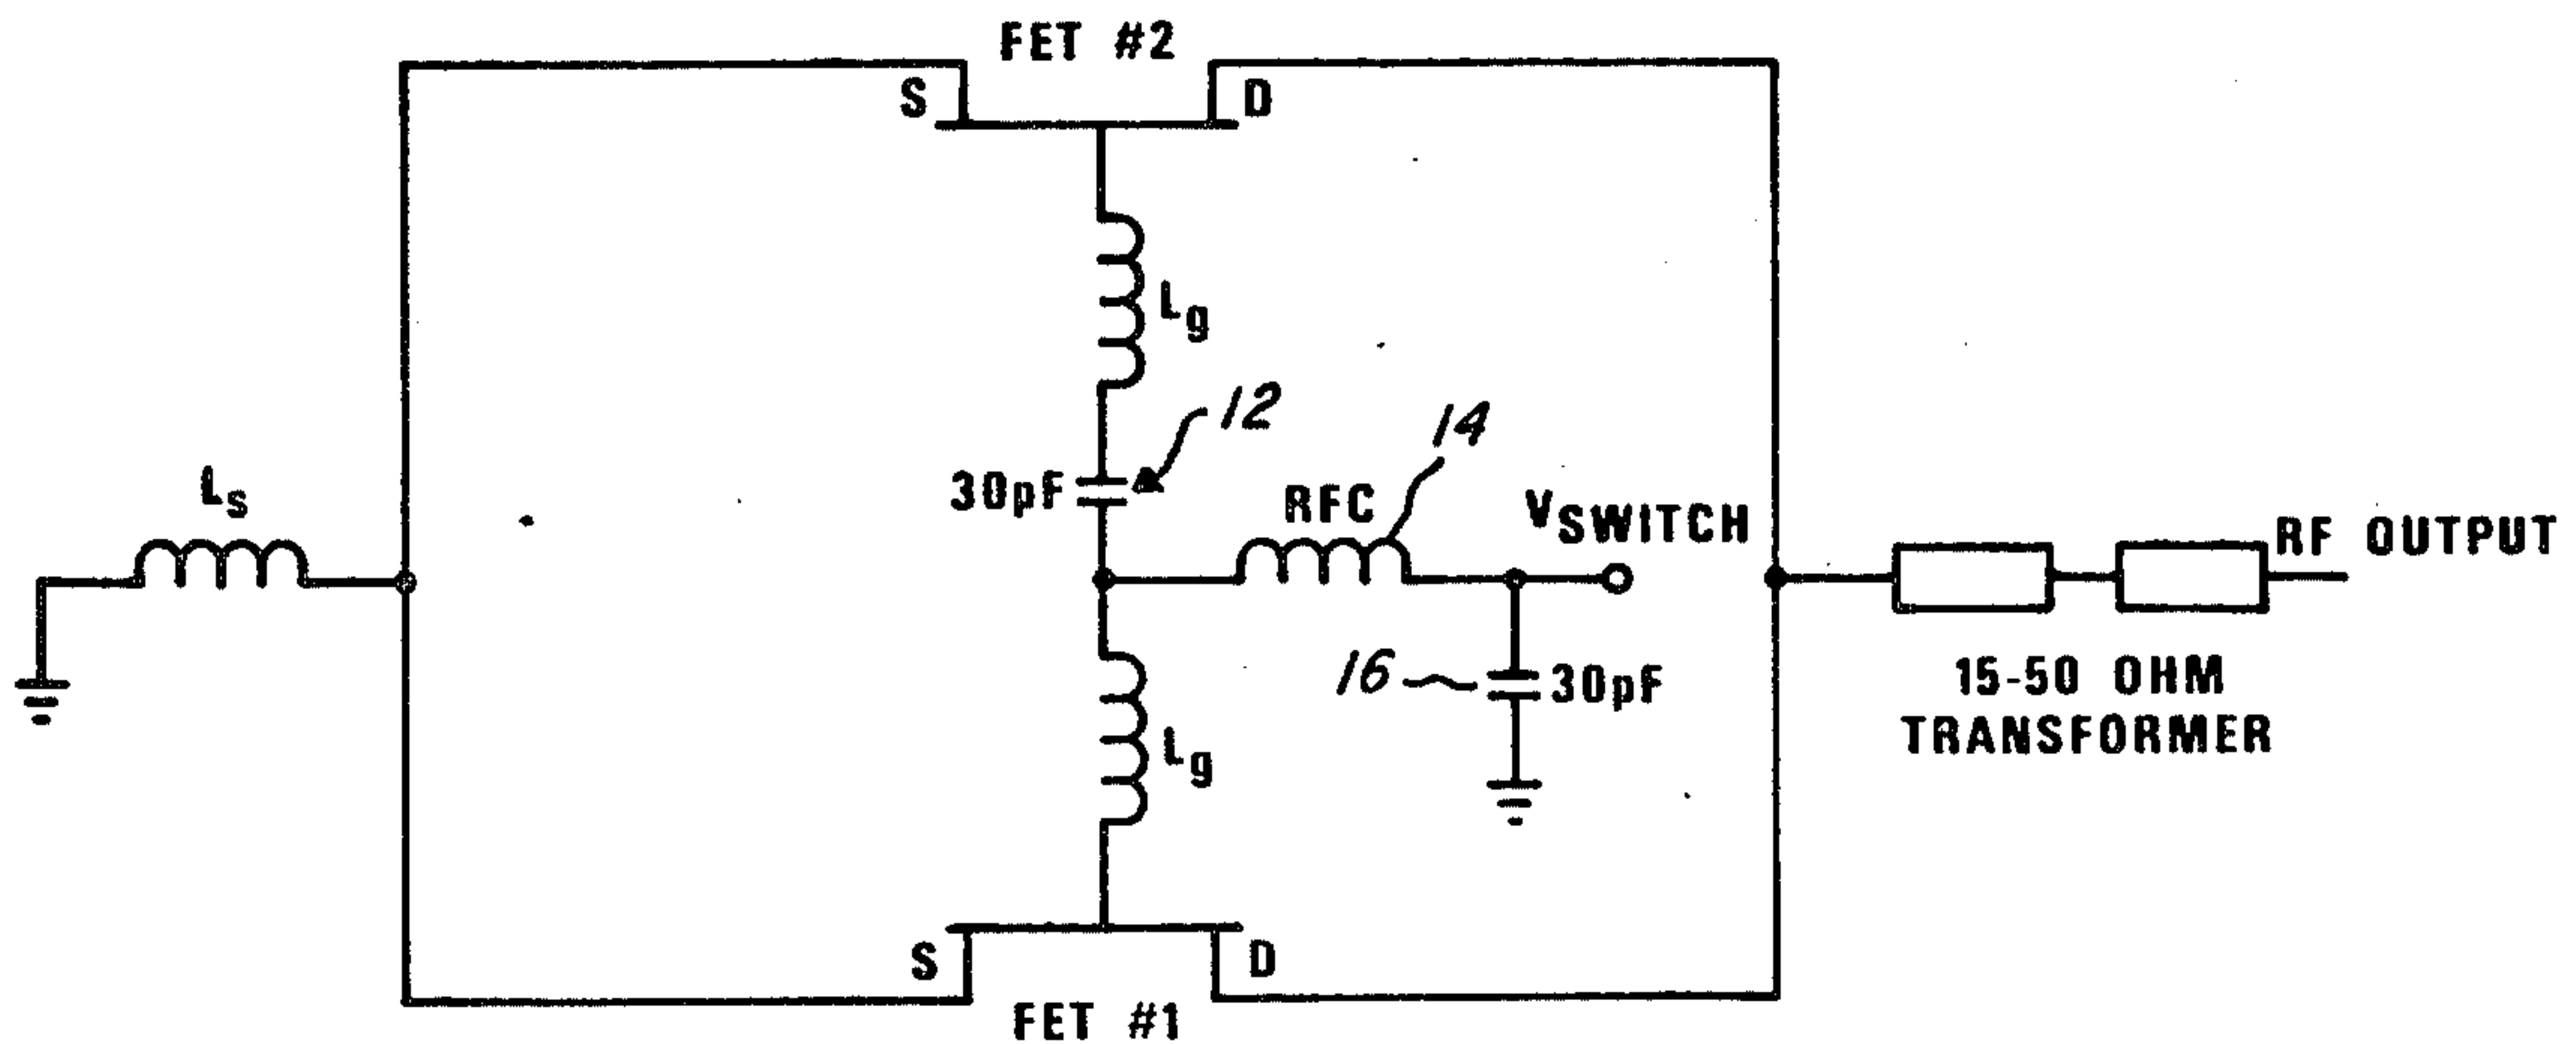 FET #2
S
D
Lg
12
30pF
14
RFC
VSWITCH
Ls
RF OUTPUT
16
30pF
15-50 OHM
TRANSFORMER
Lg
S
D
FET #1